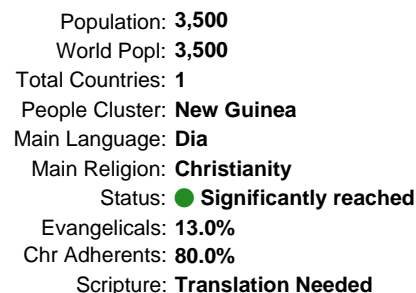 Population: 3,500
World Popl: 3,500
Total Countries: 1
People Cluster: New Guinea
Main Language: Dia
Main Religion: Christianity
Status: Significantly reached
Evangelicals: 13.0%
Chr Adherents: 80.0%
Scripture: Translation Needed